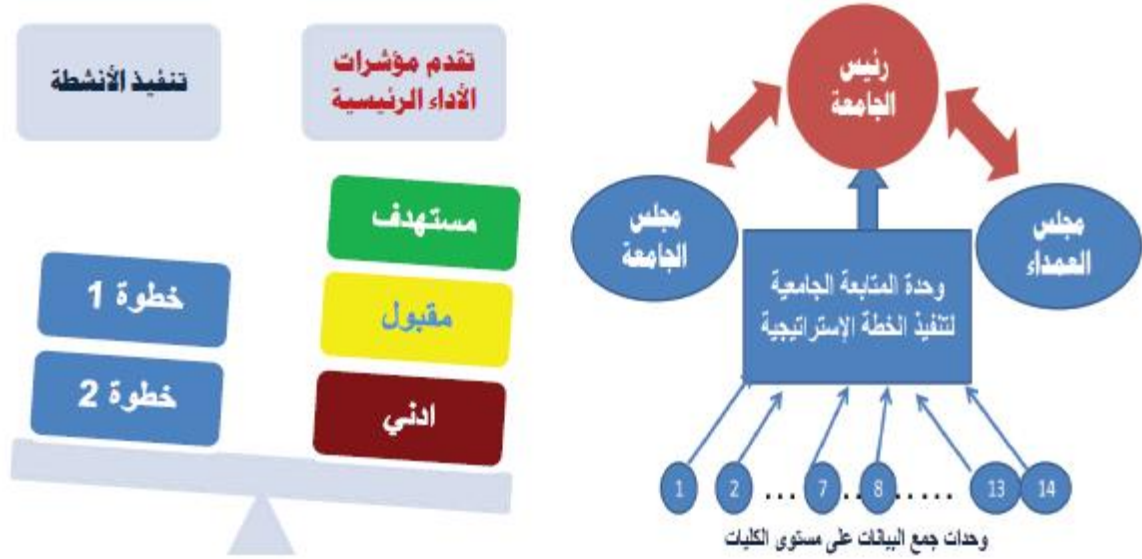 رئيس
الجامعة
مجلس
العمداء
مجلس
الجامعة
وحدة المتابعة الجامعية
لتنفيذ الخطة الإستراتيجية
1
2
...
7
..
8
.....
13
14
وحدات جمع البيانات على مستوى الكليات
تقدم مؤشرات
الأداء الرئيسية
تنفيذ الأنشطة
مستهدف
مقبول
ادني
خطوة 1
خطوة 2